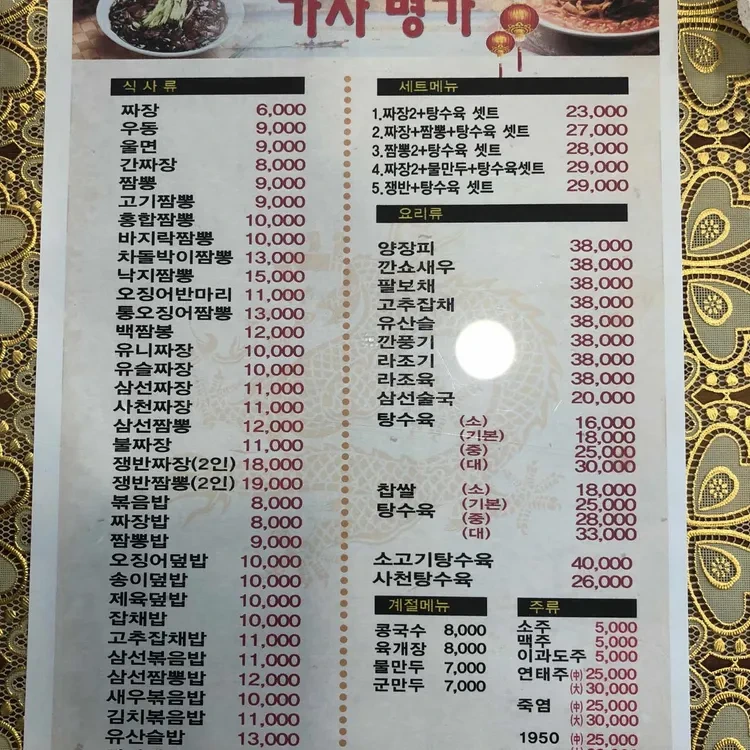 가사 명가
식 사 류
짜장 6,000
우동 9,000
울면 9,000
간짜장 8,000
짬뽕 9,000
고기짬뽕 9,000
홍합짬뽕 10,000
바지락짬뽕 10,000
차돌박이짬뽕 13,000
낙지짬뽕 15,000
오징어반마리 11,000
통오징어짬뽕 13,000
백짬봉 12,000
유니짜장 10,000
유슬짜장 10,000
삼선짜장 11,000
사천짜장 11,000
삼선짬뽕 12,000
불짜장 11,000
쟁반짜장(2인) 18,000
쟁반짬뽕(2인) 19,000
볶음밥 8,000
짜장밥 8,000
짬뽕밥 9,000
오징어덮밥 10,000
송이덮밥 10,000
제육덮밥 10,000
잡채밥 10,000
고추잡채밥 11,000
삼선볶음밥 11,000
삼선짬뽕밥 12,000
새우볶음밥 10,000
김치볶음밥 11,000
유산슬밥 13,000
세트메뉴
1.짜장2+탕수육 셋트 23,000
2.짜장+짬뽕+탕수육 셋트 27,000
3.짬뽕2+탕수육 셋트 28,000
4.짜장2+물만두+탕수육셋트 29,000
5.쟁반+탕수육 셋트 29,000
요리류
양장피 38,000
깐쇼새우 38,000
팔보채 38,000
고추잡채 38,000
유산슬 38,000
깐풍기 38,000
라조기 38,000
라조육 38,000
삼선술국 20,000
탕수육 (소) 16,000
(기본) 18,000
(중) 25,000
(대) 30,000
찹쌀 (소) 18,000
탕수육 (기본) 25,000
(중) 28,000
(대) 33,000
소고기탕수육 40,000
사천탕수육 26,000
계절메뉴
콩국수 8,000
육개장 8,000
물만두 7,000
군만두 7,000
주류
소주 5,000
맥주 5,000
이과도주 5,000
연태주 (中) 25,000
(大) 30,000
죽엽 (中) 25,000
(大) 30,000
1950 (中) 25,000